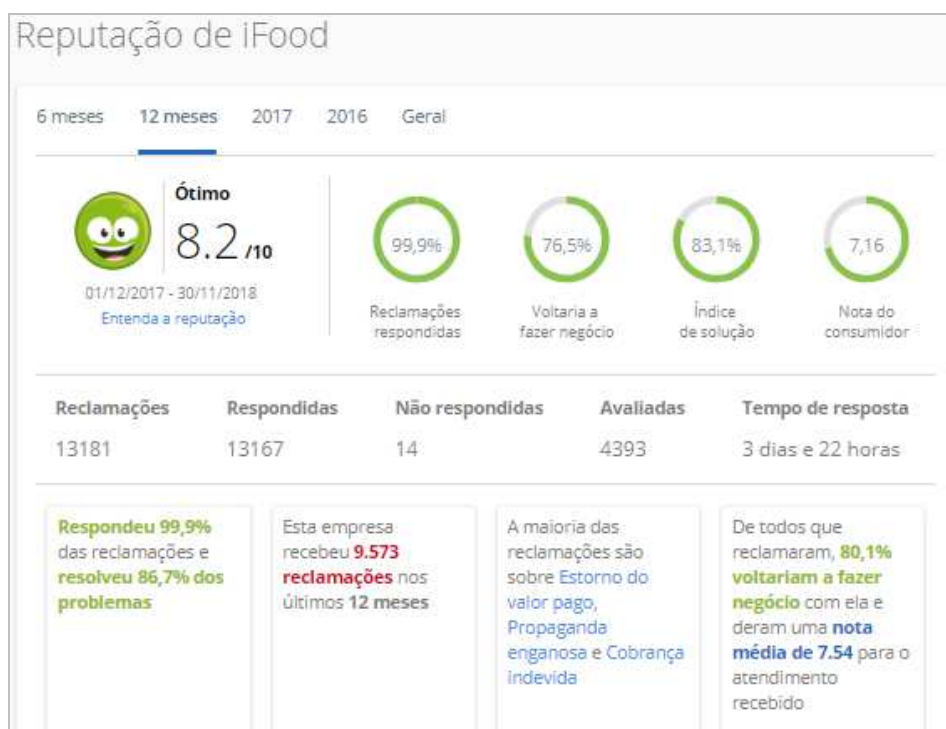 Reputação de iFood
6 meses 12 meses 2017 2016 Geral
Ótimo
8.2 /10
01/12/2017 - 30/11/2018
Entenda a reputação
99,9%
Reclamações
respondidas
76,5%
Voltaria a
fazer negócio
83,1%
Índice
de solução
7,16
Nota do
consumidor
Reclamações Respondidas Não respondidas Avaliadas Tempo de resposta
13181 13167 14 4393 3 dias e 22 horas
Respondeu 99,9%
das reclamações e
resolveu 86,7% dos
problemas
Esta empresa
recebeu 9.573
reclamações nos
últimos 12 meses
A maioria das
reclamações são
sobre Estorno do
valor pago,
Propaganda
enganosa e Cobrança
indevida
De todos que
reclamaram, 80,1%
voltariam a fazer
negócio com ela e
deram uma nota
média de 7.54 para o
atendimento
recebido